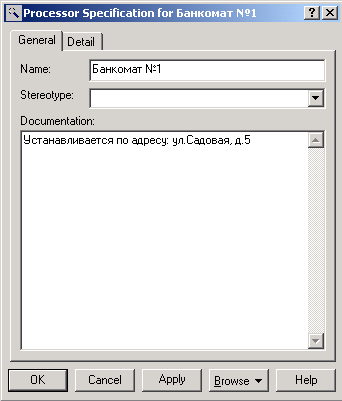 Processor Specification for Банкомат №1
General Detail
Name: Банкомат №1
Stereotype:
Documentation:
Устанавливается по адресу: ул.Садовая, д.5
OK Cancel Apply Browse Help